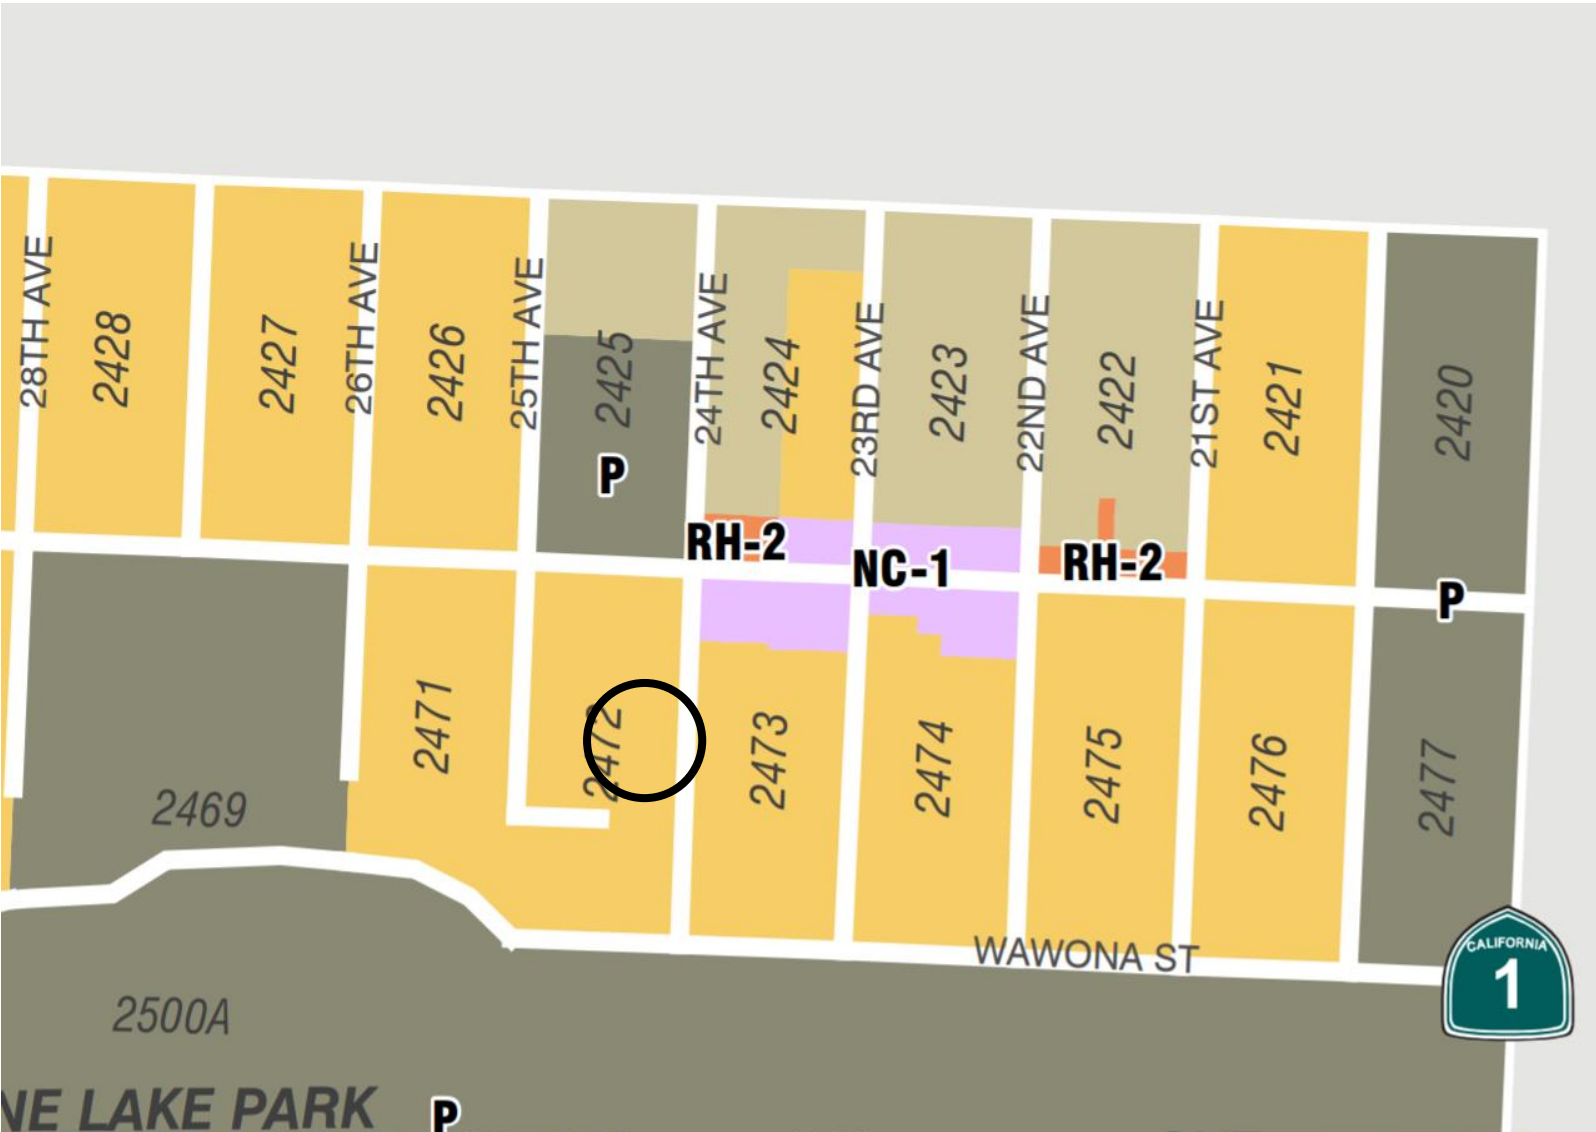 28TH AVE
2428
2427
26TH AVE
2426
25TH AVE
2425
P
24TH AVE
2424
23RD AVE
2423
22ND AVE
2422
21ST AVE
2421
2420
RH-2
NC-1
RH-2
P
2469
2471
2472
2473
2474
2475
2476
2477
WAWONA ST
CALIFORNIA
1
2500A
NE LAKE PARK
P